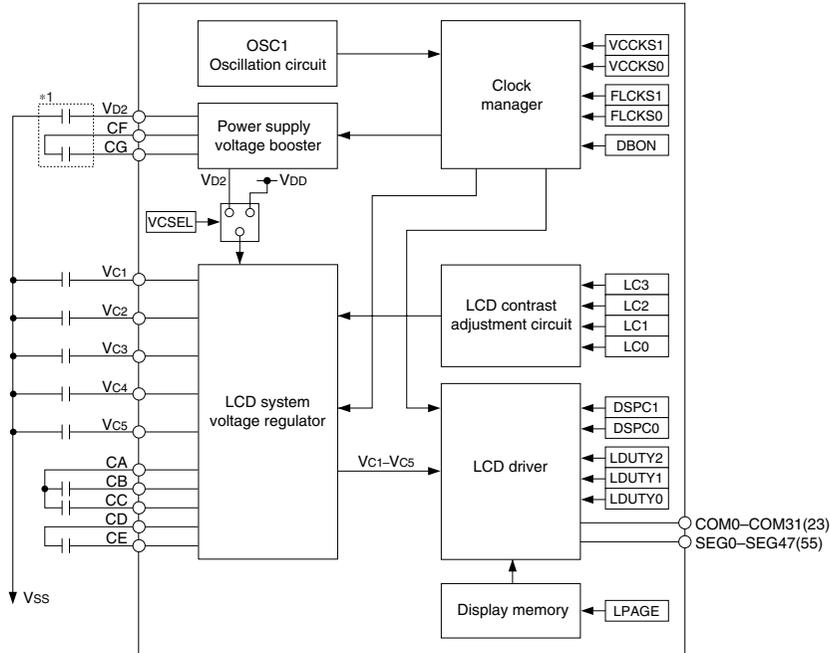 OSC1
Oscillation circuit
Clock
manager
VCCKS1
VCCKS0
FLCKS1
FLCKS0
DBON
*1
VD2
CF
CG
Power supply
voltage booster
VD2
VDD
VCSEL
VC1
VC2
VC3
VC4
VC5
CA
CB
CC
CD
CE
VSS
LCD system
voltage regulator
LCD contrast
adjustment circuit
LC3
LC2
LC1
LC0
VC1–VC5
LCD driver
DSPC1
DSPC0
LDUTY2
LDUTY1
LDUTY0
COM0–COM31(23)
SEG0–SEG47(55)
Display memory
LPAGE